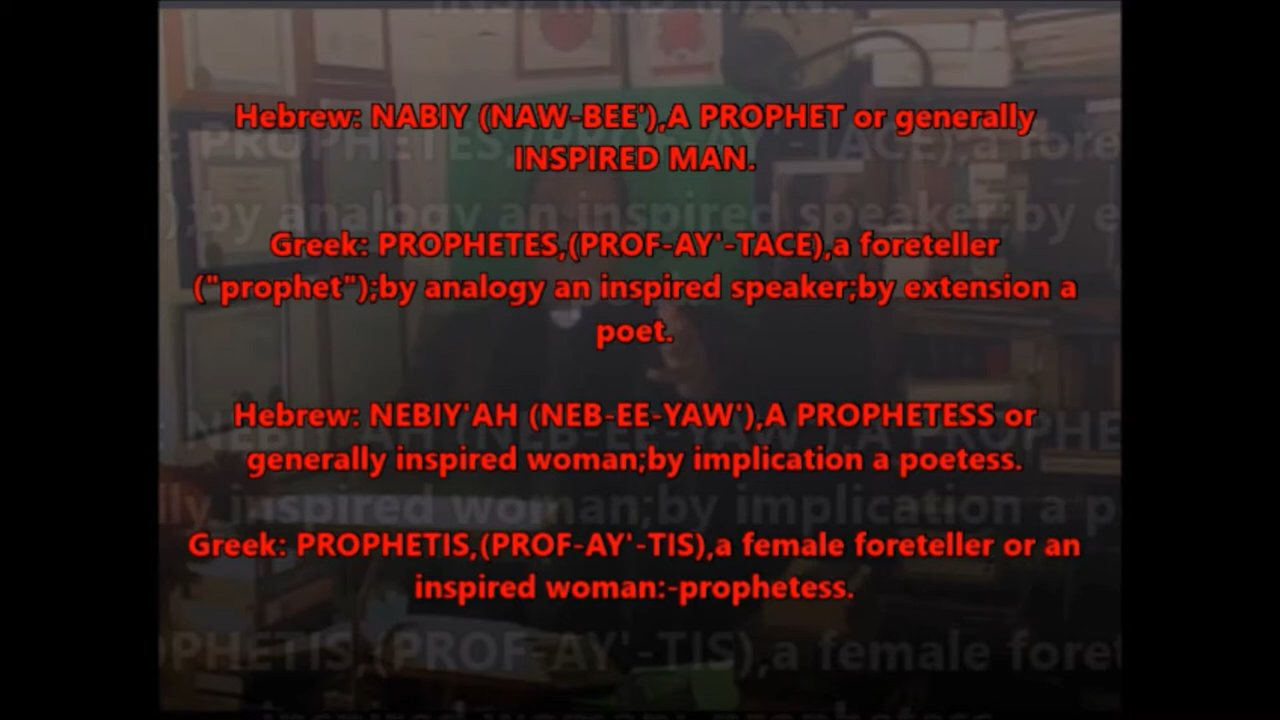 INSPIRED MAN.
Hebrew: NABIY (NAW-BEE'),A PROPHET or generally
INSPIRED MAN.
Greek: PROPHETES,(PROF-AY'-TACE),a foreteller
("prophet");by analogy an inspired speaker;by extension a
poet.
Hebrew: NEBIY'AH (NEB-EE-YAW'),A PROPHETESS or
generally inspired woman;by implication a poetess.
Greek: PROPHETIS,(PROF-AY'-TIS),a female foreteller or an
inspired woman:-prophetess.